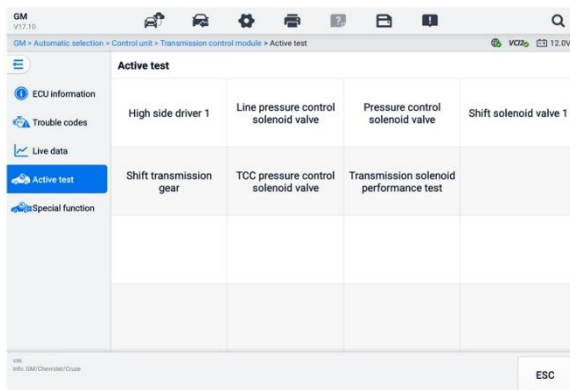 GM
V17.10
GM > Automatic selection > Control unit > Transmission control module > Active test
VCI 12.0V
Active test
ECU information
Trouble codes
Live data
Active test
Special function
High side driver 1
Line pressure control solenoid valve
Pressure control solenoid valve
Shift solenoid valve 1
Shift transmission gear
TCC pressure control solenoid valve
Transmission solenoid performance test
Info: GM/Chevrolet/Cruze
ESC